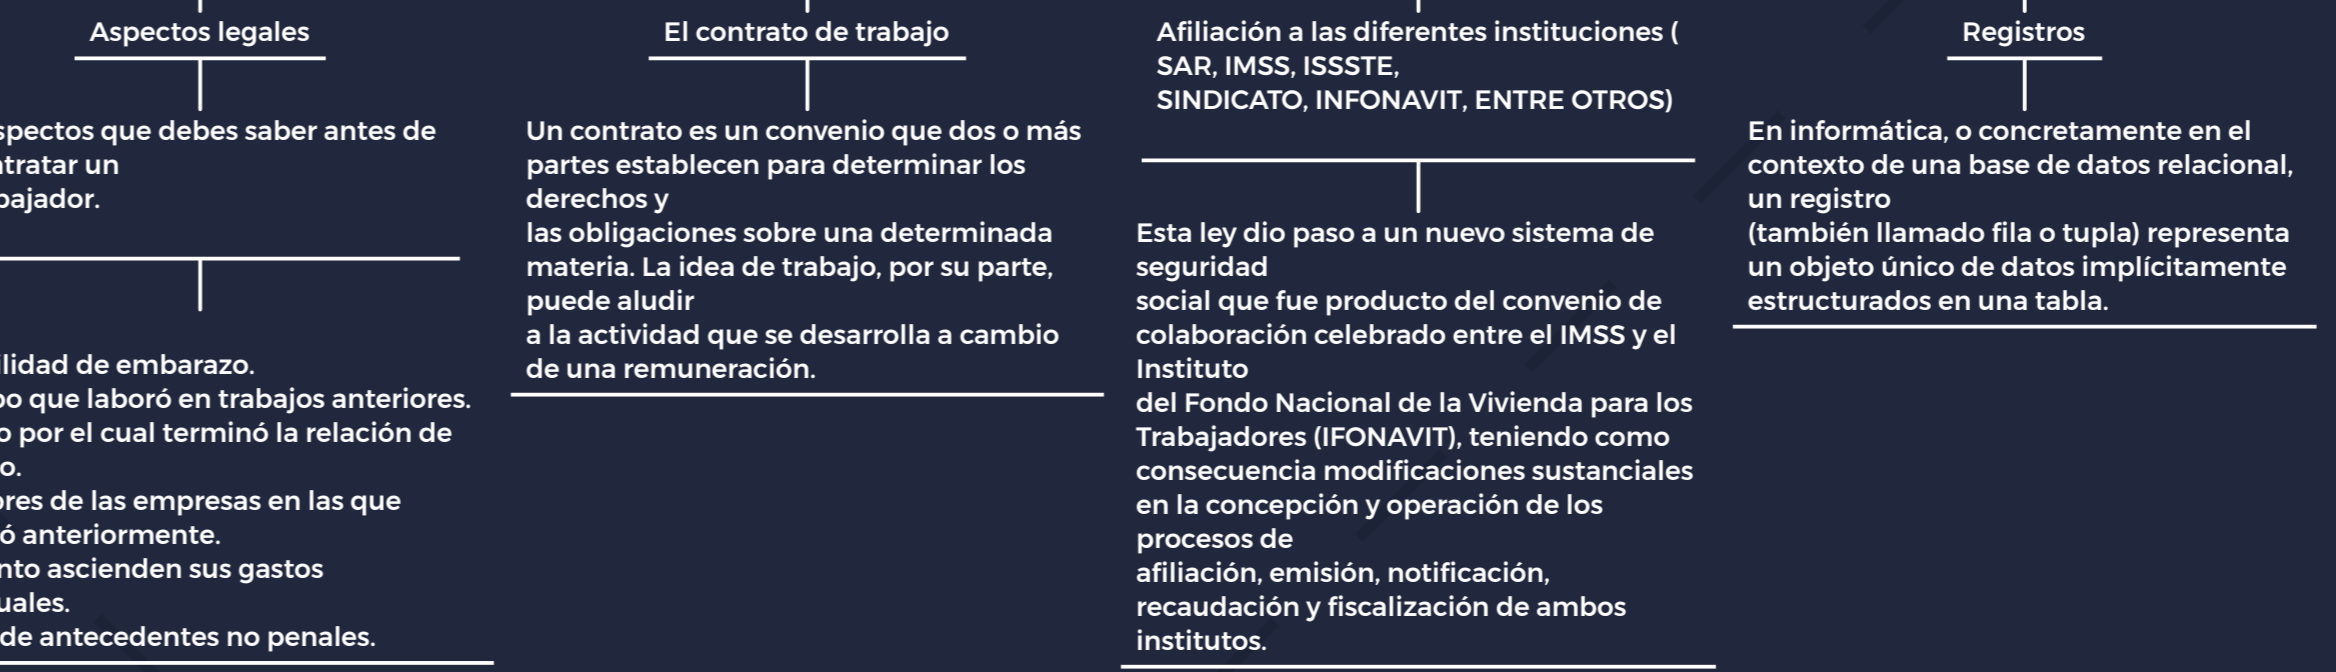 Aspectos legales
spectos que debes saber antes de
tratar un
bajador.
ilidad de embarazo.
que laboró en trabajos anteriores.
o por el cual terminó la relación de
o.
ores de las empresas en las que
ó anteriormente.
nto ascienden sus gastos
uales.
de antecedentes no penales.
El contrato de trabajo
Un contrato es un convenio que dos o más
partes establecen para determinar los
derechos y
las obligaciones sobre una determinada
materia. La idea de trabajo, por su parte,
puede aludir
a la actividad que se desarrolla a cambio
de una remuneración.
Afiliación a las diferentes instituciones (
SAR, IMSS, ISSSTE,
SINDICATO, INFONAVIT, ENTRE OTROS)
Esta ley dio paso a un nuevo sistema de
seguridad
social que fue producto del convenio de
colaboración celebrado entre el IMSS y el
Instituto
del Fondo Nacional de la Vivienda para los
Trabajadores (IFONAVIT), teniendo como
consecuencia modificaciones sustanciales
en la concepción y operación de los
procesos de
afiliación, emisión, notificación,
recaudación y fiscalización de ambos
institutos.
Registros
En informática, o concretamente en el
contexto de una base de datos relacional,
un registro
(también llamado fila o tupla) representa
un objeto único de datos implícitamente
estructurados en una tabla.